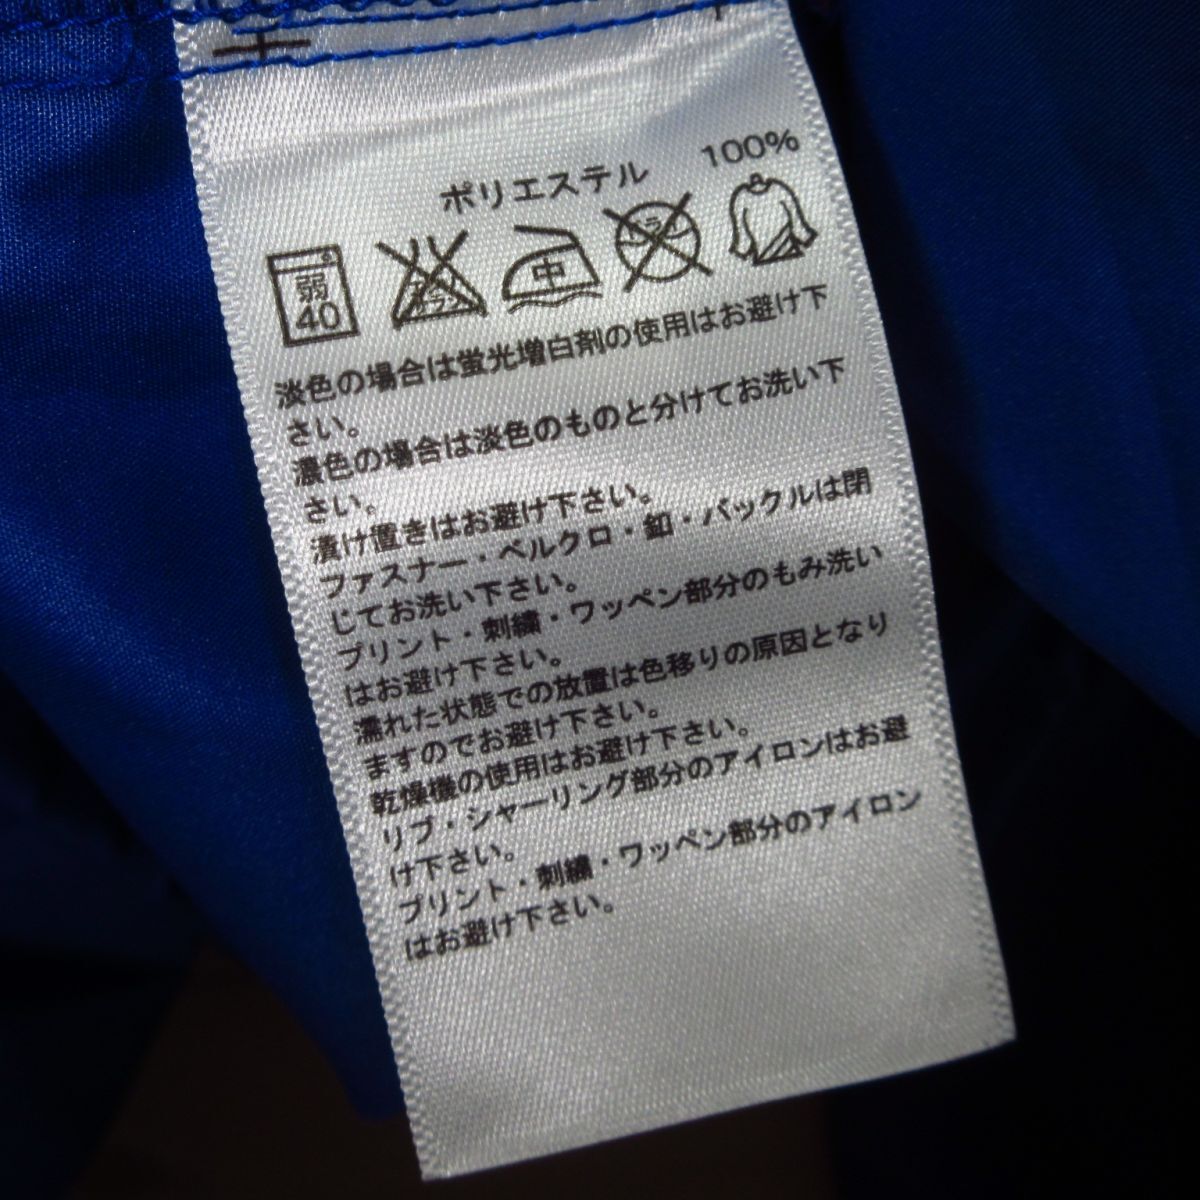 ポリエステル 100%
弱 40 中 ドライ
淡色の場合は蛍光増白剤の使用はお避け下
さい。
濃色の場合は淡色のものと分けてお洗い下
さい。
漬け置きはお避け下さい。
ファスナー・ベルクロ・釦・バックルは閉
じてお洗い下さい。
プリント・刺繍・ワッペン部分のもみ洗い
はお避け下さい。
濡れた状態での放置は色移りの原因となり
ますのでお避け下さい。
乾燥機の使用はお避け下さい。
リブ・シャーリング部分のアイロンはお避
け下さい。
プリント・刺繍・ワッペン部分のアイロン
はお避け下さい。